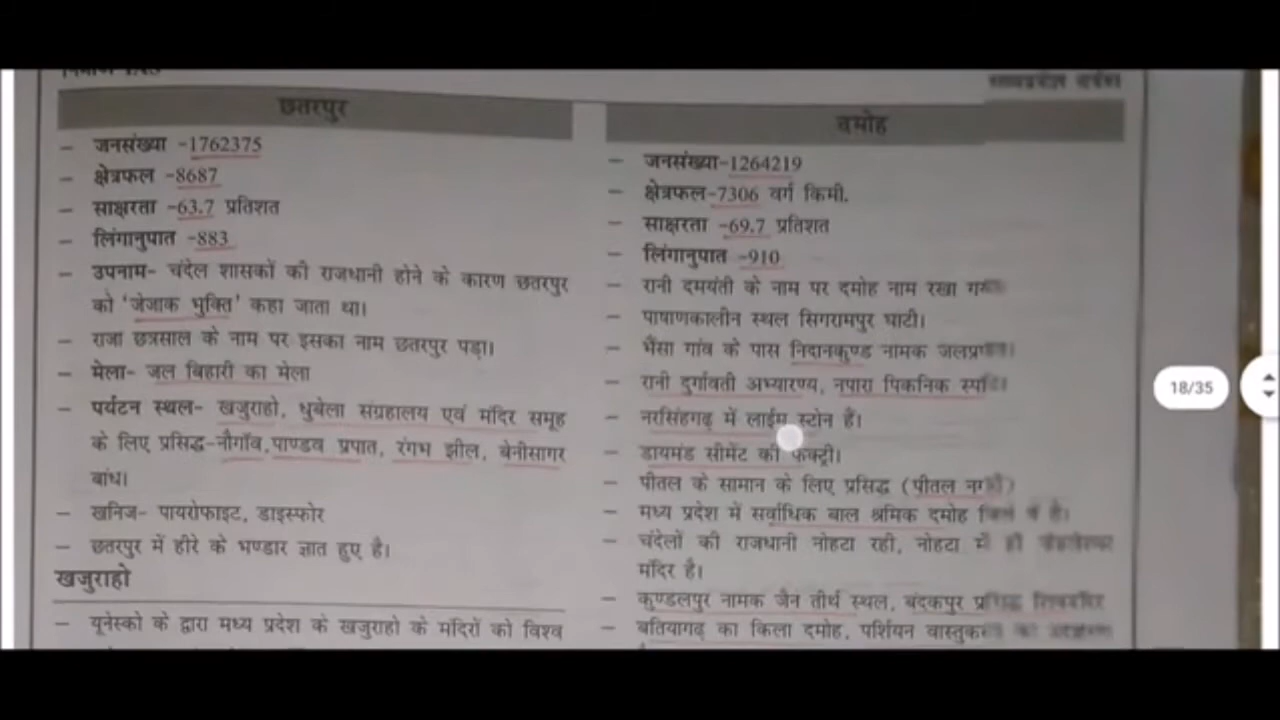 छतरपुर
– जनसंख्या -1762375
– क्षेत्रफल -8687
– साक्षरता -63.7 प्रतिशत
– लिंगानुपात -883
– उपनाम- चंदेल शासकों की राजधानी होने के कारण छतरपुर
को 'जेजाक भुक्ति' कहा जाता था।
– राजा छत्रसाल के नाम पर इसका नाम छतरपुर पड़ा।
– मेला- जल बिहारी का मेला
– पर्यटन स्थल- खजुराहो, धुबेला संग्रहालय एवं मंदिर समूह
के लिए प्रसिद्ध-नौगाँव,पाण्डव प्रपात, रंगभ झील, बेनीसागर
बांध।
– खनिज- पायरोफाइट, डाइस्फोर
– छतरपुर में हीरे के भण्डार ज्ञात हुए है।
खजुराहो
– यूनेस्को के द्वारा मध्य प्रदेश के खजुराहो के मंदिरों को विश्व
दमोह
– जनसंख्या-1264219
– क्षेत्रफल-7306 वर्ग किमी.
– साक्षरता -69.7 प्रतिशत
– लिंगानुपात -910
– रानी दमयंती के नाम पर दमोह नाम रखा
– पाषाणकालीन स्थल सिगरामपुर घाटी।
– भैंसा गांव के पास निदानकुण्ड नामक
– रानी दुर्गावती अभ्यारण्य, नपारा पिकनिक
– नरसिंहगढ़ में लाईम स्टोन हैं।
– डायमंड सीमेंट की फैक्ट्री।
– पीतल के सामान के लिए प्रसिद्ध (पीतल
– मध्य प्रदेश में सर्वाधिक बाल श्रमिक दमोह
– चंदेलों की राजधानी नोहटा रही, नोहटा में
मंदिर है।
– कुण्डलपुर नामक जैन तीर्थ स्थल, बंदकपुर
– बतियागढ़ का किला दमोह, पर्शियन
18/35